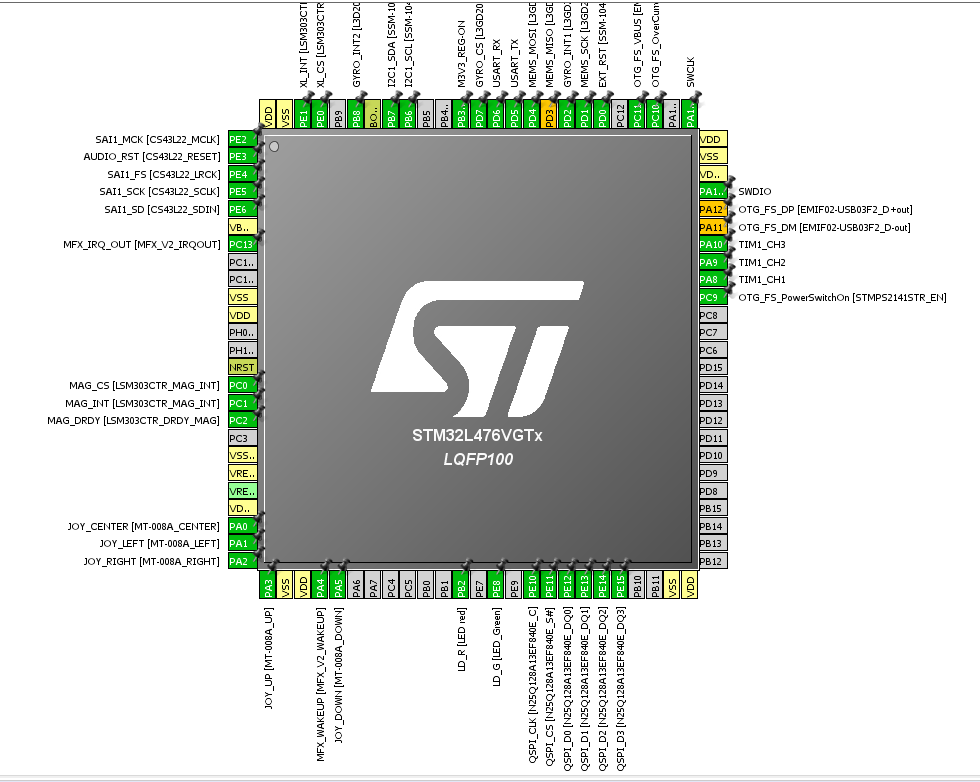 XL_INT [LSM303CT
XL_CS [LSM303CTR
GYRO_INT2 [L3D20
I2C1_SDA [SSM-10
I2C1_SCL [SSM-104
M3V3_REG-ON
GYRO_CS [L3GD20
USART_RX
USART_TX
MEMS_MOSI [L3GD
MEMS_MISO [L3GD
GYRO_INT1 [L3GD
MEMS_SCK [L3GD2
EXT_RST [SSM-104
OTG_FS_VBUS [EM
OTG_FS_OverCurr
SWCLK
VDD
VSS
PE1
PE0
PB9
PB8
BO..
PB7
PB6
PB5
PB4..
PB3..
PD7
PD6
PD5
PD4
PD3
PD2
PD1
PD0
PC12
PC11
PC10
PA1..
PA1..
SAI1_MCK [CS43L22_MCLK] PE2
AUDIO_RST [CS43L22_RESET] PE3
SAI1_FS [CS43L22_LRCK] PE4
SAI1_SCK [CS43L22_SCLK] PE5
SAI1_SD [CS43L22_SDIN] PE6
VB..
MFX_IRQ_OUT [MFX_V2_IRQOUT] PC13
PC1..
PC1..
VSS
VDD
PH0..
PH1..
NRST
MAG_CS [LSM303CTR_MAG_INT] PC0
MAG_INT [LSM303CTR_MAG_INT] PC1
MAG_DRDY [LSM303CTR_DRDY_MAG] PC2
PC3
VSS..
VRE..
VRE..
VD..
JOY_CENTER [MT-008A_CENTER] PA0
JOY_LEFT [MT-008A_LEFT] PA1
JOY_RIGHT [MT-008A_RIGHT] PA2
ST
STM32L476VGTx
LQFP100
VDD
VSS
VD..
PA1.. SWDIO
PA12 OTG_FS_DP [EMIF02-USB03F2_D+out]
PA11 OTG_FS_DM [EMIF02-USB03F2_D-out]
PA10 TIM1_CH3
PA9 TIM1_CH2
PA8 TIM1_CH1
PC9 OTG_FS_PowerSwitchOn [STMPS2141STR_EN]
PC8
PC7
PC6
PD15
PD14
PD13
PD12
PD11
PD10
PD9
PD8
PB15
PB14
PB13
PB12
PA3
VSS
VDD
PA4
PA5
PA6
PA7
PC4
PC5
PB0
PB1
PB2
PE7
PE8
PE9
PE10
PE11
PE12
PE13
PE14
PE15
PB10
PB11
VSS
VDD
JOY_UP [MT-008A_UP]
MFX_WAKEUP [MFX_V2_WAKEUP]
JOY_DOWN [MT-008A_DOWN]
LD_R [LED red]
LD_G [LED_Green]
QSPI_CLK [N25Q128A13EF840E_C]
QSPI_CS [N25Q128A13EF840E_S#]
QSPI_D0 [N25Q128A13EF840E_DQ0]
QSPI_D1 [N25Q128A13EF840E_DQ1]
QSPI_D2 [N25Q128A13EF840E_DQ2]
QSPI_D3 [N25Q128A13EF840E_DQ3]